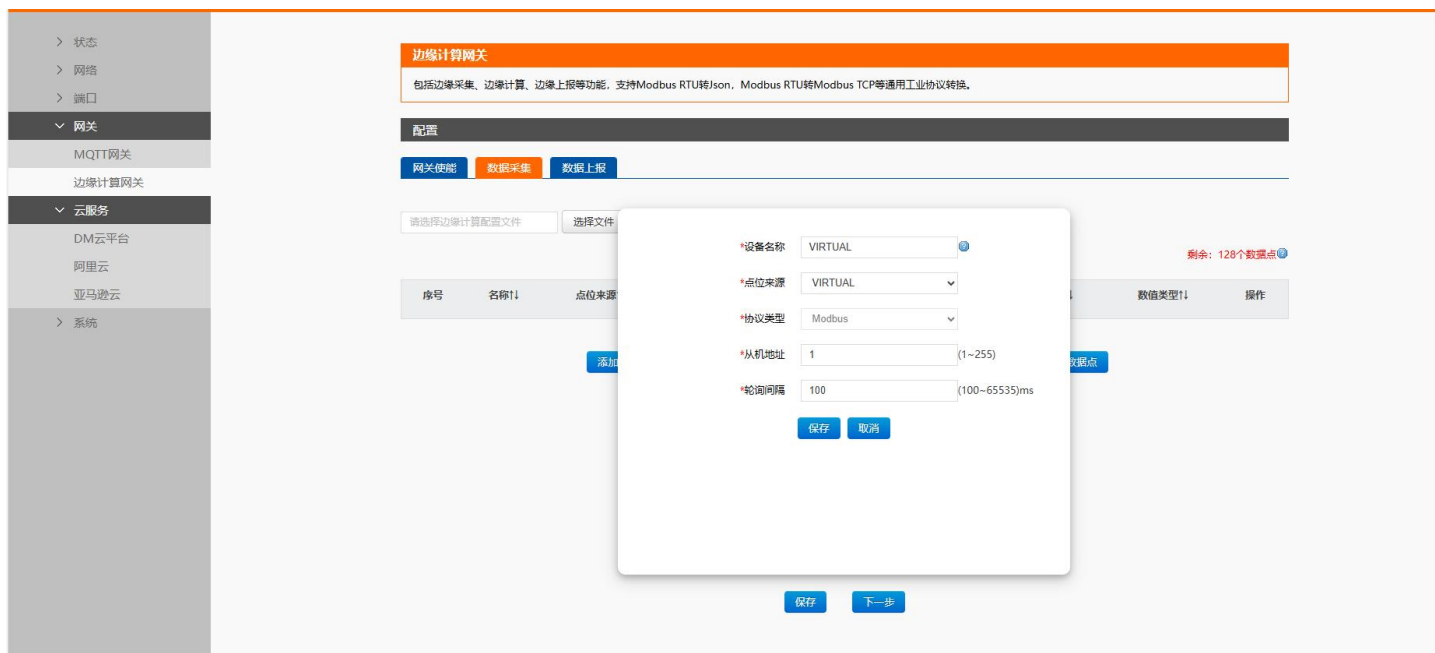 状态
网络
端口
网关
MQTT网关
边缘计算网关
云服务
DM云平台
阿里云
亚马逊云
系统
边缘计算网关
包括边缘采集、边缘计算、边缘上报等功能，支持Modbus RTU转Json，Modbus RTU转Modbus TCP等通用工业协议转换。
配置
网关使能 数据采集 数据上报
请选择边缘计算配置文件 选择文件
剩余：128个数据点
序号 名称↑↓ 点位来源 数值类型↑↓ 操作
添加 数据点
*设备名称 VIRTUAL
*点位来源 VIRTUAL
*协议类型 Modbus
*从机地址 1 (1~255)
*轮询间隔 100 (100~65535)ms
保存 取消
保存 下一步